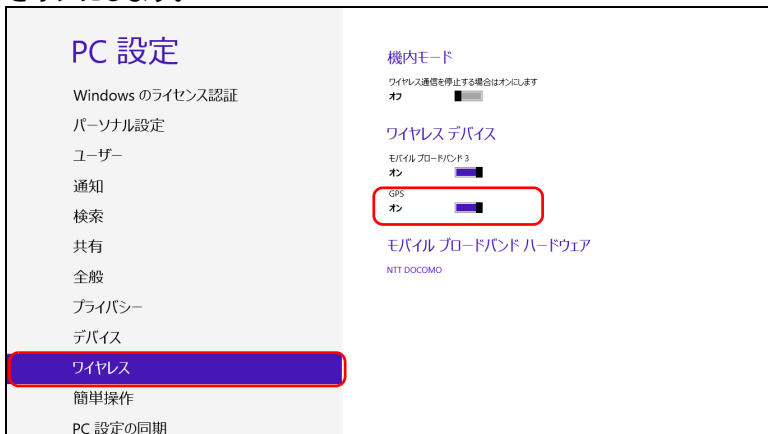 PC 設定
Windows のライセンス認証
パーソナル設定
ユーザー
通知
検索
共有
全般
プライバシー
デバイス
ワイヤレス
簡単操作
PC 設定の同期
機内モード
ワイヤレス通信を停止する場合はオンにします
オフ
ワイヤレス デバイス
モバイル ブロードバンド 3
オン
GPS
オン
モバイル ブロードバンド ハードウェア
NTT DOCOMO